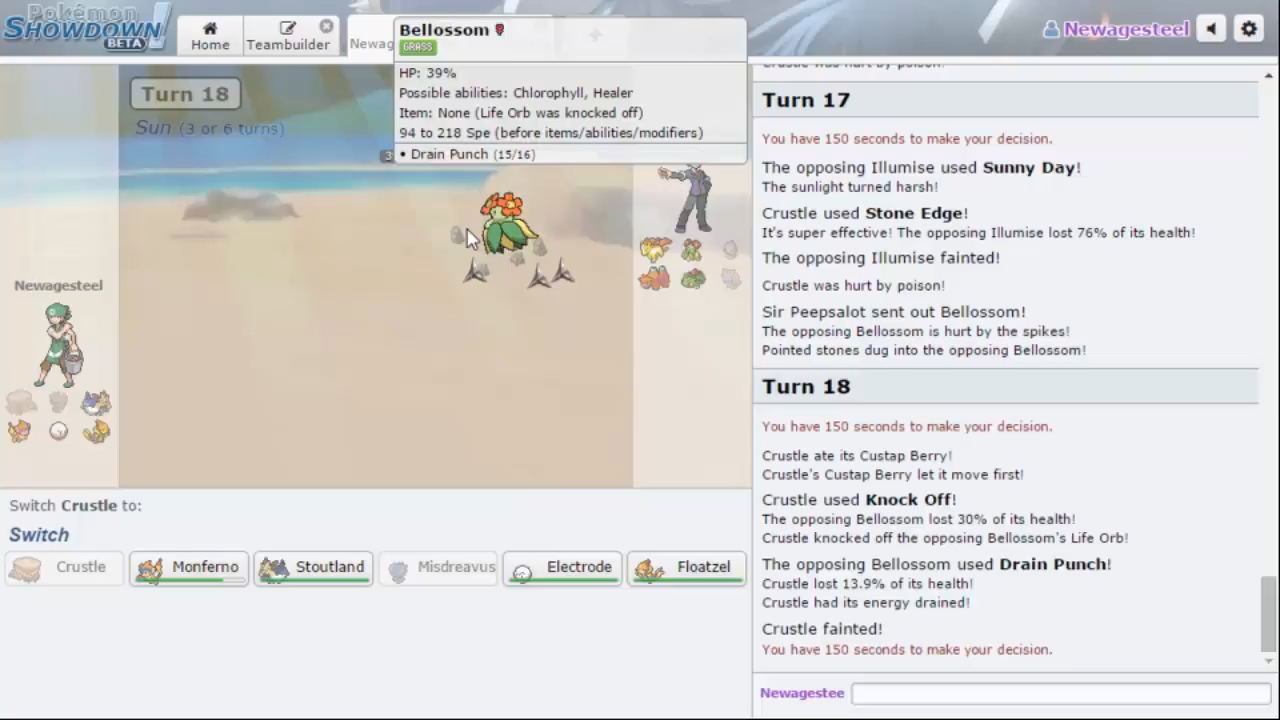 Pokémon
SHOWDOWN!
BETA
Home
Teambuilder
Newag
Newagesteel
Bellossom
GRASS
HP: 39%
Possible abilities: Chlorophyll, Healer
Item: None (Life Orb was knocked off)
94 to 218 Spe (before items/abilities/modifiers)
• Drain Punch (15/16)
Turn 18
Sun (3 or 6 turns)
Newagesteel
Switch Crustle to:
Switch
Crustle
Monferno
Stoutland
Misdreavus
Electrode
Floatzel
Crustle was hurt by poison!
Turn 17
You have 150 seconds to make your decision.
The opposing Illumise used Sunny Day!
The sunlight turned harsh!
Crustle used Stone Edge!
It's super effective! The opposing Illumise lost 76% of its health!
The opposing Illumise fainted!
Crustle was hurt by poison!
Sir Peepsalot sent out Bellossom!
The opposing Bellossom is hurt by the spikes!
Pointed stones dug into the opposing Bellossom!
Turn 18
You have 150 seconds to make your decision.
Crustle ate its Custap Berry!
Crustle's Custap Berry let it move first!
Crustle used Knock Off!
The opposing Bellossom lost 30% of its health!
Crustle knocked off the opposing Bellossom's Life Orb!
The opposing Bellossom used Drain Punch!
Crustle lost 13.9% of its health!
Crustle had its energy drained!
Crustle fainted!
You have 150 seconds to make your decision.
Newagestee